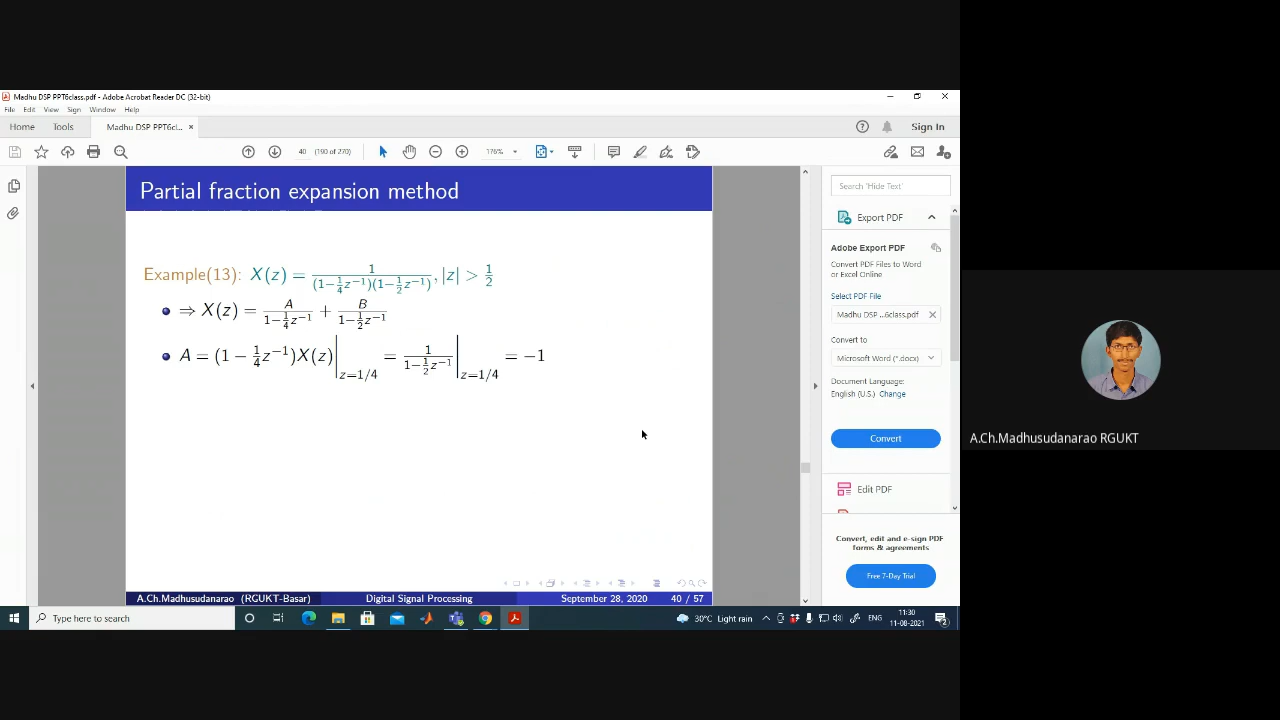 Madhu DSP PPT6class.pdf - Adobe Acrobat Reader DC (32-bit)
File Edit View Sign Window Help
Home Tools Madhu DSP PPT6cl... × Sign In
40 (190 of 270) 176%
Partial fraction expansion method
Example(13): X(z) = 1/((1−1/4 z⁻¹)(1−1/2 z⁻¹)), |z| > 1/2
⇒ X(z) = A/(1−1/4 z⁻¹) + B/(1−1/2 z⁻¹)
A = (1 − 1/4 z⁻¹)X(z)|z=1/4 = 1/(1−1/2 z⁻¹)|z=1/4 = −1
A.Ch.Madhusudanarao (RGUKT-Basar) Digital Signal Processing September 28, 2020 40 / 57
Search 'Hide Text'
Export PDF
Adobe Export PDF
Convert PDF Files to Word
or Excel Online
Select PDF File
Madhu DSP ...6class.pdf ×
Convert to
Microsoft Word (*.docx)
Document Language:
English (U.S.) Change
Convert
Edit PDF
Convert, edit and e-sign PDF
forms & agreements
Free 7-Day Trial
A.Ch.Madhusudanarao RGUKT
Type here to search
30°C Light rain ENG 11:30
11-08-2021
2